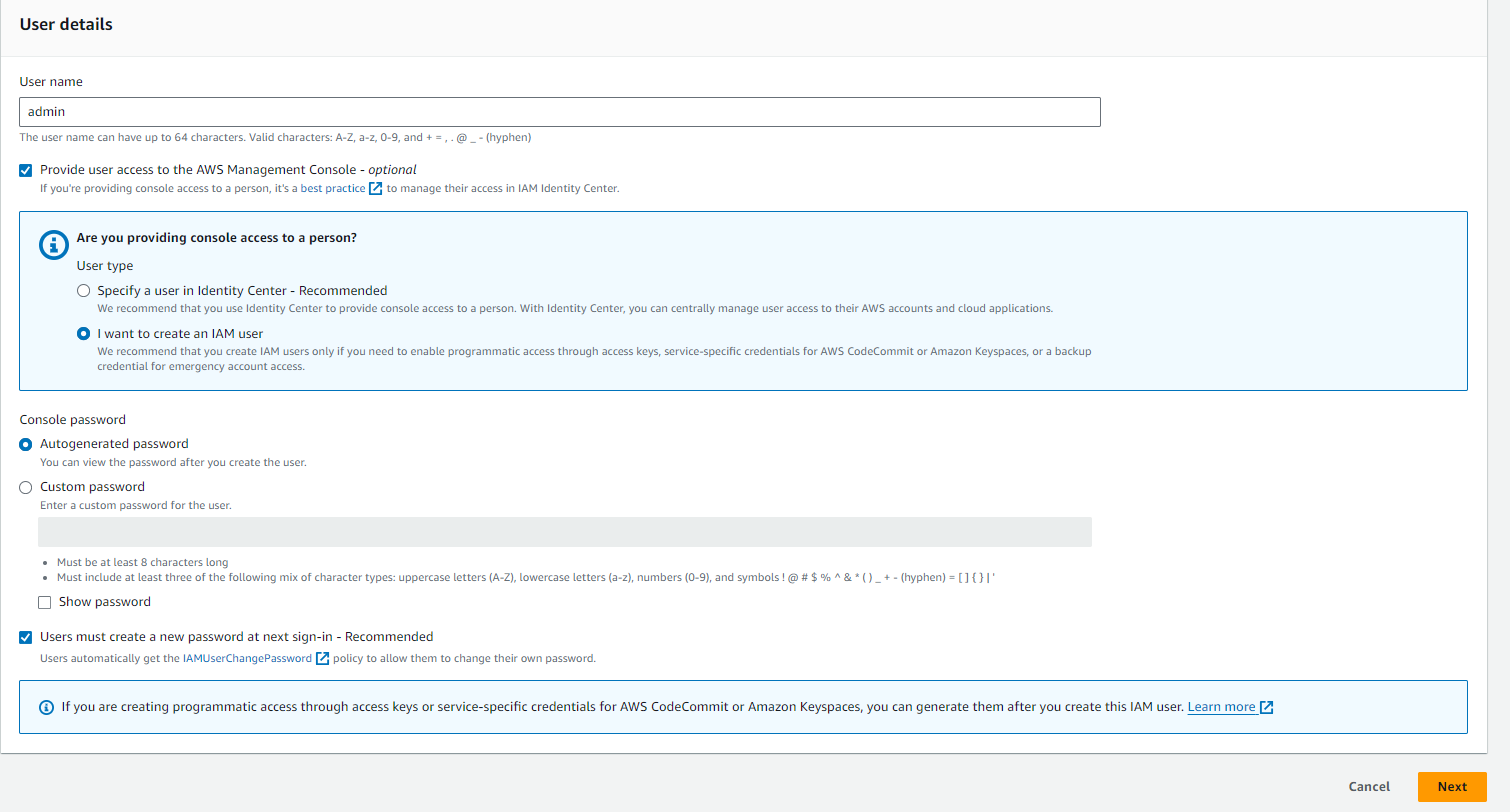 User details
User name
admin
The user name can have up to 64 characters. Valid characters: A-Z, a-z, 0-9, and + = , . @ _ - (hyphen)
Provide user access to the AWS Management Console - optional
If you're providing console access to a person, it's a best practice to manage their access in IAM Identity Center.
Are you providing console access to a person?
User type
Specify a user in Identity Center - Recommended
We recommend that you use Identity Center to provide console access to a person. With Identity Center, you can centrally manage user access to their AWS accounts and cloud applications.
I want to create an IAM user
We recommend that you create IAM users only if you need to enable programmatic access through access keys, service-specific credentials for AWS CodeCommit or Amazon Keyspaces, or a backup
credential for emergency account access.
Console password
Autogenerated password
You can view the password after you create the user.
Custom password
Enter a custom password for the user.
• Must be at least 8 characters long
• Must include at least three of the following mix of character types: uppercase letters (A-Z), lowercase letters (a-z), numbers (0-9), and symbols ! @ # $ % ^ & * ( ) _ + - (hyphen) = [ ] { } | '
Show password
Users must create a new password at next sign-in - Recommended
Users automatically get the IAMUserChangePassword policy to allow them to change their own password.
If you are creating programmatic access through access keys or service-specific credentials for AWS CodeCommit or Amazon Keyspaces, you can generate them after you create this IAM user. Learn more
Cancel Next